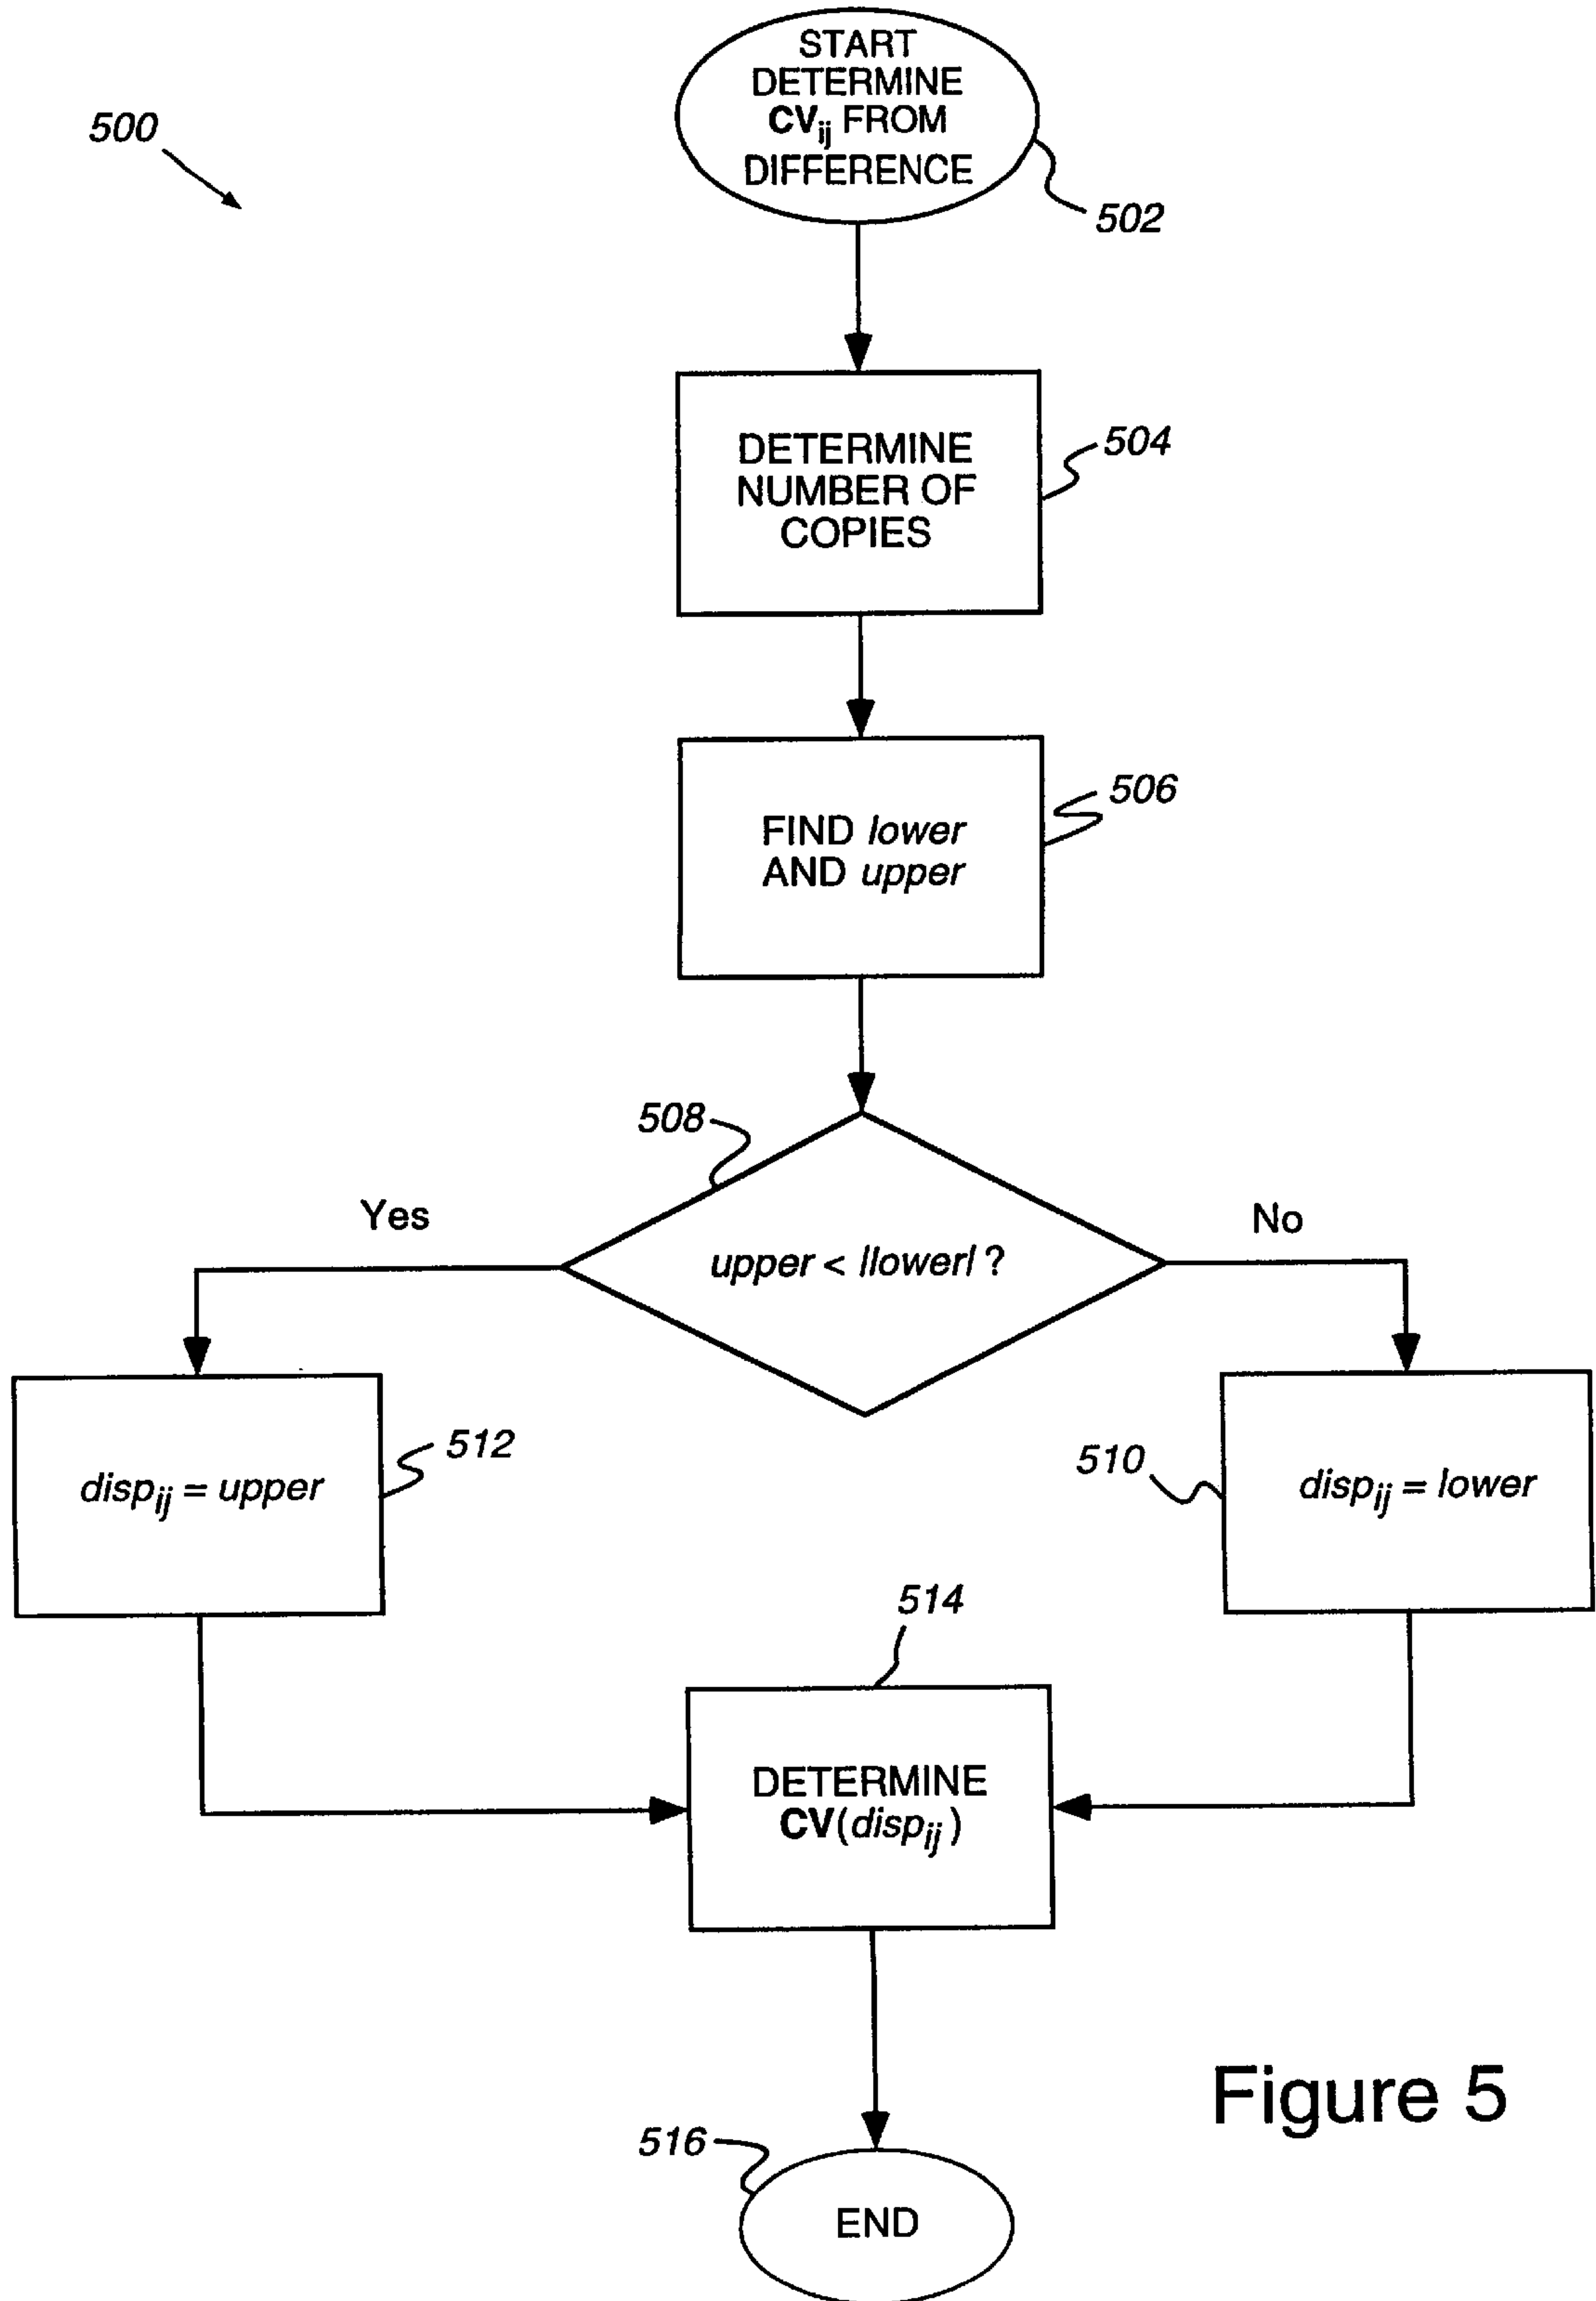 500
START
DETERMINE
CVij FROM
DIFFERENCE
502
DETERMINE
NUMBER OF
COPIES
504
FIND lower
AND upper
506
508
Yes
upper < |lower| ?
No
dispij = upper
512
510
dispij = lower
514
DETERMINE
CV(dispij)
516
END
Figure 5